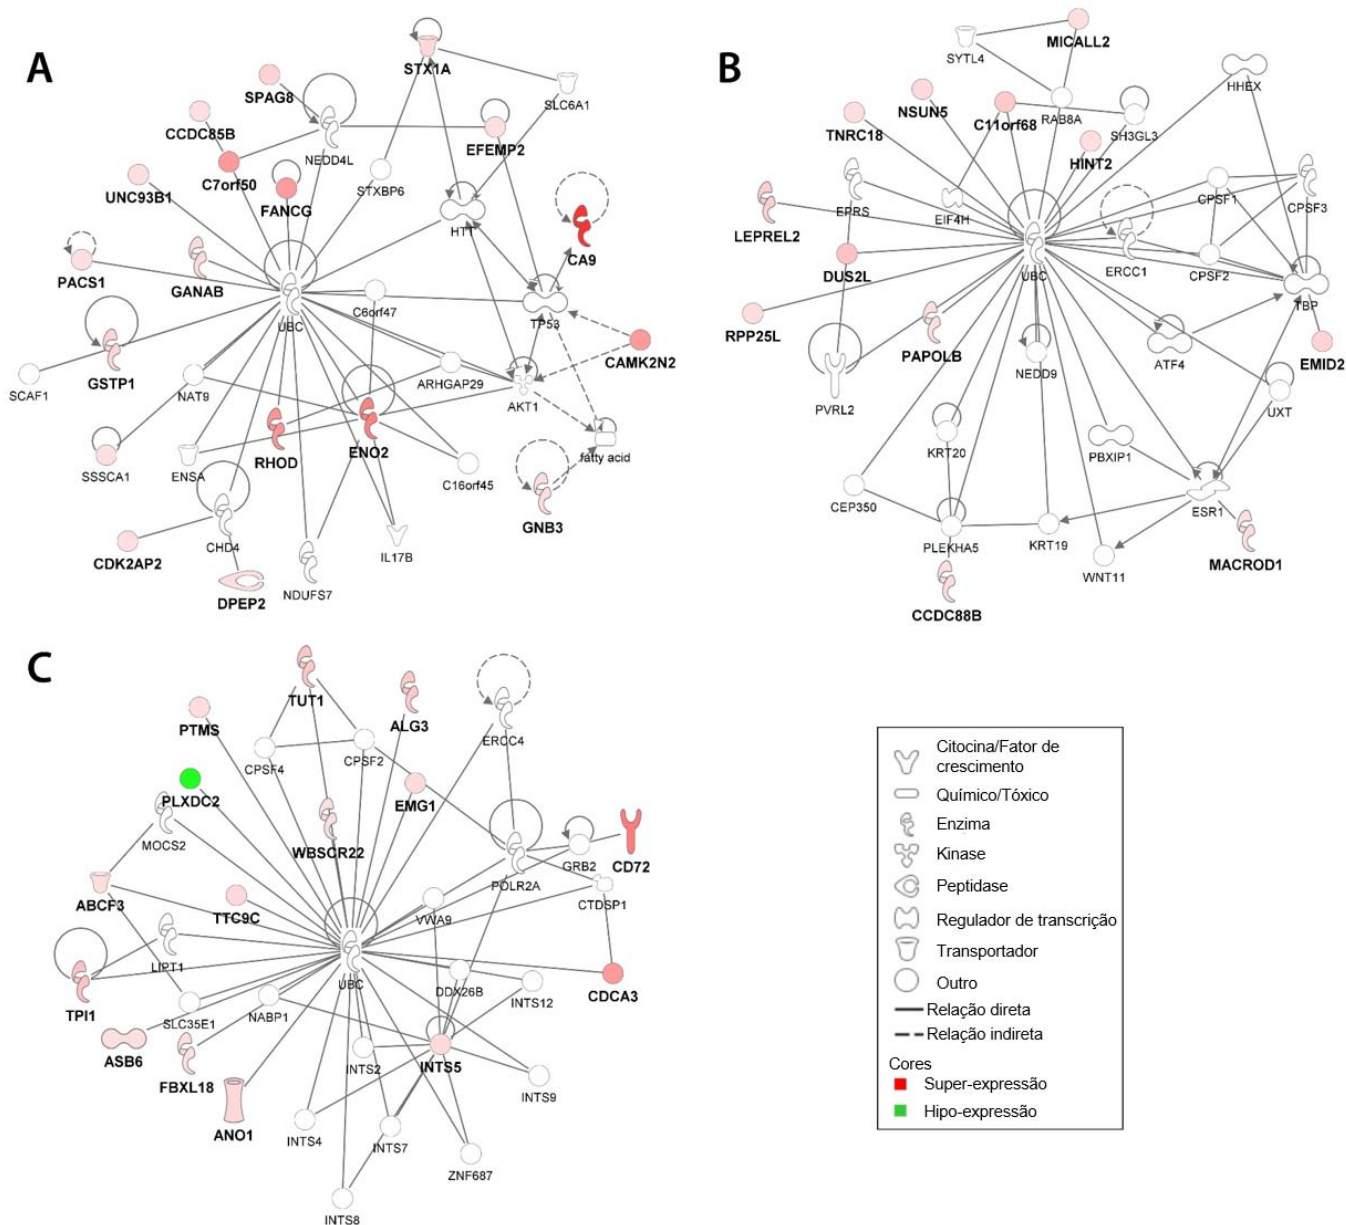 A
STX1A
SLC6A1
SPAG8
CCDC85B
NEDD4L
EFEMP2
C7orf50
STXBP6
UNC93B1
FANCG
HTT
CA9
PACS1
GANAB
UBC
C6orf47
TP53
CAMK2N2
SCAF1
GSTP1
NAT9
ARHGAP29
AKT1
fatty acid
SSSCA1
ENSA
RHOD
ENO2
C16orf45
GNB3
CDK2AP2
CHD4
IL17B
DPEP2
NDUFS7
B
MICALL2
SYTL4
HHEX
NSUN5
C11orf68
RAB8A
SH3GL3
TNRC18
HINT2
EPRS
EIF4H
CPSF1
CPSF3
LEPREL2
DUS2L
UBC
ERCC1
CPSF2
TBP
RPP25L
PAPOLB
NEDD9
ATF4
EMID2
PVRL2
UXT
KRT20
PBXIP1
CEP350
ESR1
PLEKHA5
KRT19
WNT11
MACROD1
CCDC88B
C
TUT1
PTMS
ALG3
ERCC4
CPSF4
CPSF2
PLXDC2
EMG1
MOCS2
WBSCR22
POLR2A
GRB2
CD72
ABCF3
TTC9C
VWA9
CTDSP1
LIPT1
UBC
DDX26B
INTS12
CDCA3
TPI1
SLC35E1
NABP1
ASB6
FBXL18
INTS2
INTS5
INTS9
ANO1
INTS4
INTS7
ZNF687
INTS8
Citocina/Fator de
crescimento
Químico/Tóxico
Enzima
Kinase
Peptidase
Regulador de transcrição
Transportador
Outro
Relação direta
Relação indireta
Cores
Super-expressão
Hipo-expressão